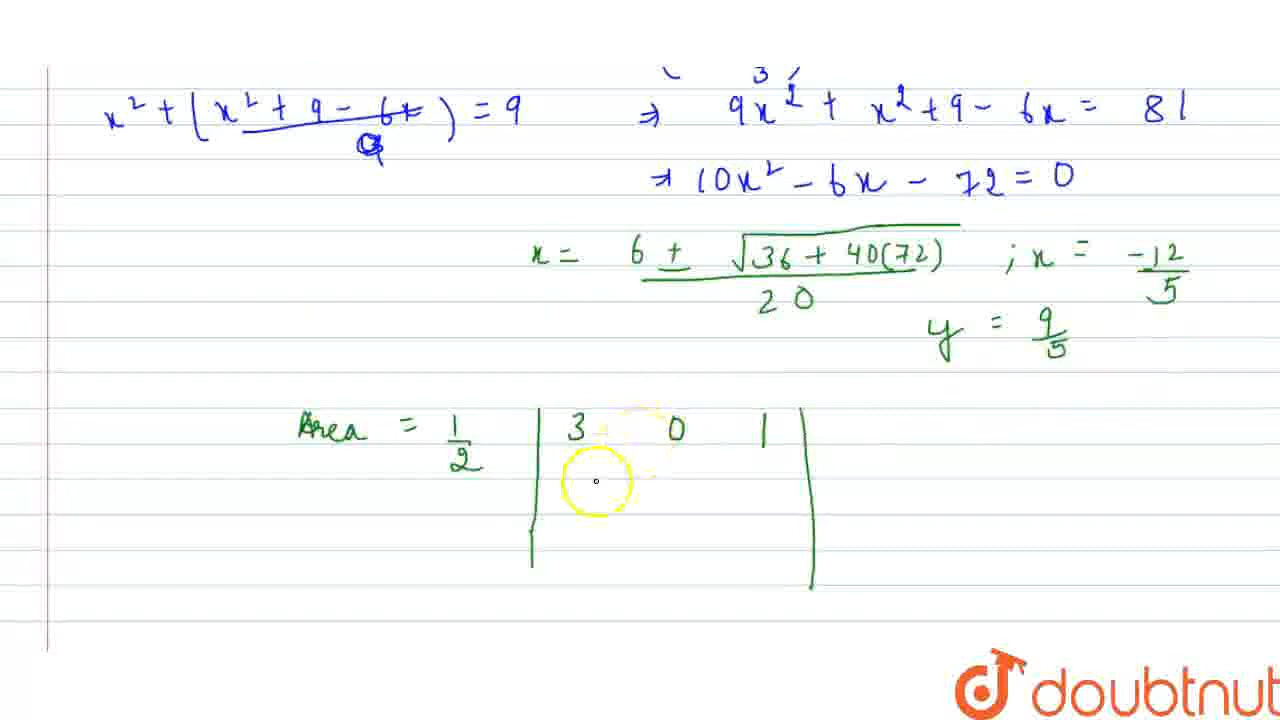 x² + (x² + 9 - 6x / 9) = 9 ⇒ 9x² + x² + 9 - 6x = 81
⇒ 10x² - 6x - 72 = 0
x = 6 ± √36 + 40(72) / 20 ; x = -12/5
y = 9/5
Area = 1/2 | 3 0 1 |
doubtnut